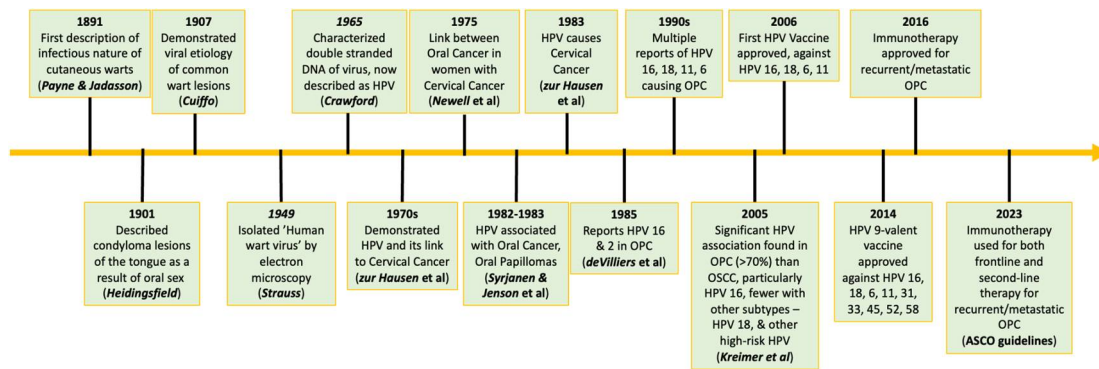 1891
First description of
infectious nature of
cutaneous warts
(Payne & Jadasson)
1907
Demonstrated
viral etiology
of common
wart lesions
(Cuiffo)
1965
Characterized
double stranded
DNA of virus, now
described as HPV
(Crawford)
1975
Link between
Oral Cancer in
women with
Cervical Cancer
(Newell et al)
1983
HPV causes
Cervical
Cancer
(zur Hausen
et al)
1990s
Multiple
reports of HPV
16, 18, 11, 6
causing OPC
2006
First HPV Vaccine
approved, against
HPV 16, 18, 6, 11
2016
Immunotherapy
approved for
recurrent/metastatic
OPC
1901
Described
condyloma lesions
of the tongue as a
result of oral sex
(Heidingsfield)
1949
Isolated 'Human
wart virus' by
electron
microscopy
(Strauss)
1970s
Demonstrated
HPV and its link
to Cervical Cancer
(zur Hausen et al)
1982-1983
HPV associated
with Oral Cancer,
Oral Papillomas
(Syrjanen &
Jenson et al)
1985
Reports HPV 16
& 2 in OPC
(deVilliers et al)
2005
Significant HPV
association found in
OPC (>70%) than
OSCC, particularly
HPV 16, fewer with
other subtypes –
HPV 18, & other
high-risk HPV
(Kreimer et al)
2014
HPV 9-valent
vaccine
approved
against HPV 16,
18, 6, 11, 31,
33, 45, 52, 58
2023
Immunotherapy
used for both
frontline and
second-line
therapy for
recurrent/metastatic
OPC
(ASCO guidelines)